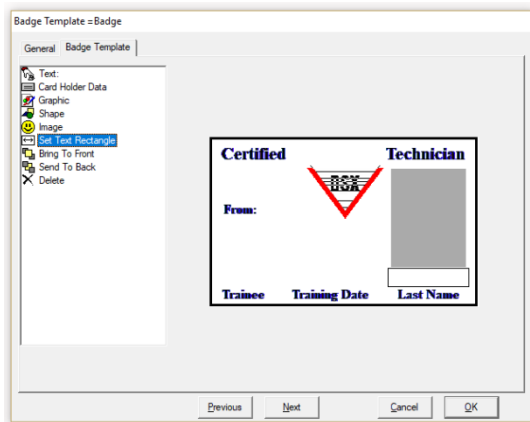 Badge Template =Badge
General
Badge Template
Text:
Card Holder Data
Graphic
Shape
Image
Set Text Rectangle
Bring To Front
Send To Back
Delete
Certified Technician
DSX
From:
Trainee Training Date Last Name
Previous Next Cancel OK